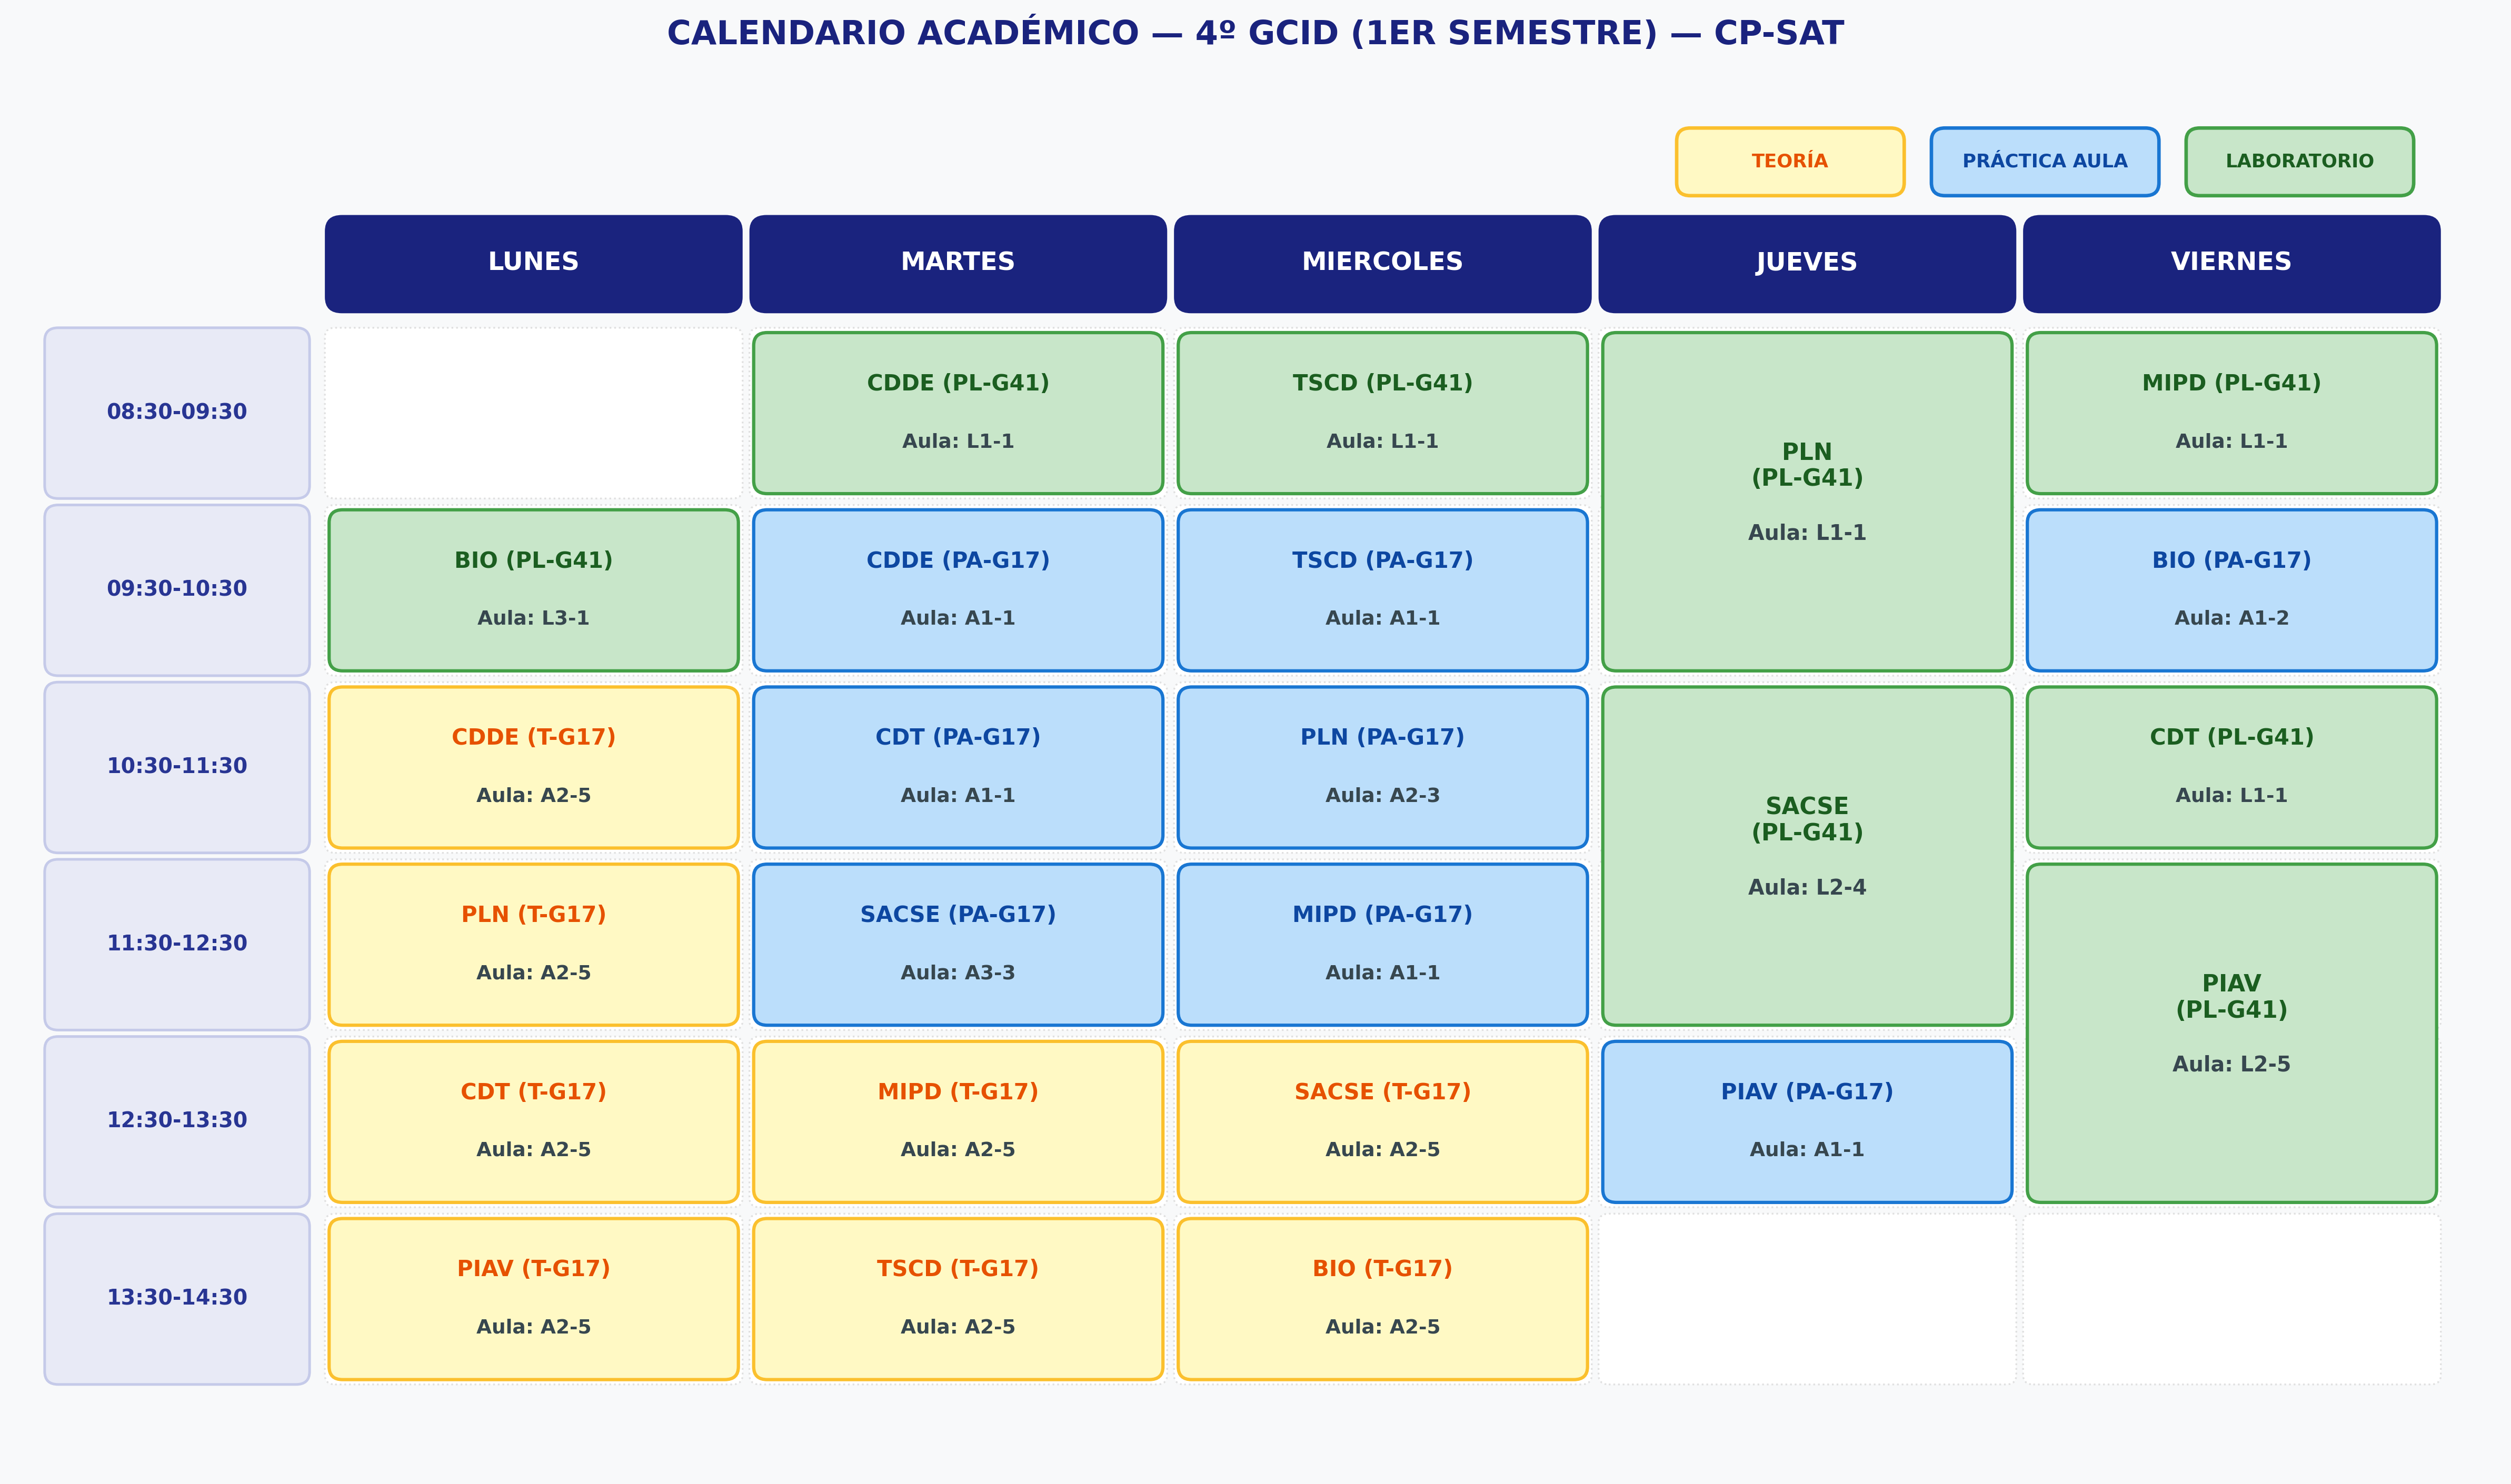 CALENDARIO ACADÉMICO — 4º GCID (1ER SEMESTRE) — CP-SAT
TEORÍA
PRÁCTICA AULA
LABORATORIO
LUNES
MARTES
MIERCOLES
JUEVES
VIERNES
08:30-09:30
CDDE (PL-G41)
Aula: L1-1
TSCD (PL-G41)
Aula: L1-1
PLN
(PL-G41)
Aula: L1-1
MIPD (PL-G41)
Aula: L1-1
09:30-10:30
BIO (PL-G41)
Aula: L3-1
CDDE (PA-G17)
Aula: A1-1
TSCD (PA-G17)
Aula: A1-1
BIO (PA-G17)
Aula: A1-2
10:30-11:30
CDDE (T-G17)
Aula: A2-5
CDT (PA-G17)
Aula: A1-1
PLN (PA-G17)
Aula: A2-3
SACSE
(PL-G41)
Aula: L2-4
CDT (PL-G41)
Aula: L1-1
11:30-12:30
PLN (T-G17)
Aula: A2-5
SACSE (PA-G17)
Aula: A3-3
MIPD (PA-G17)
Aula: A1-1
PIAV
(PL-G41)
Aula: L2-5
12:30-13:30
CDT (T-G17)
Aula: A2-5
MIPD (T-G17)
Aula: A2-5
SACSE (T-G17)
Aula: A2-5
PIAV (PA-G17)
Aula: A1-1
13:30-14:30
PIAV (T-G17)
Aula: A2-5
TSCD (T-G17)
Aula: A2-5
BIO (T-G17)
Aula: A2-5